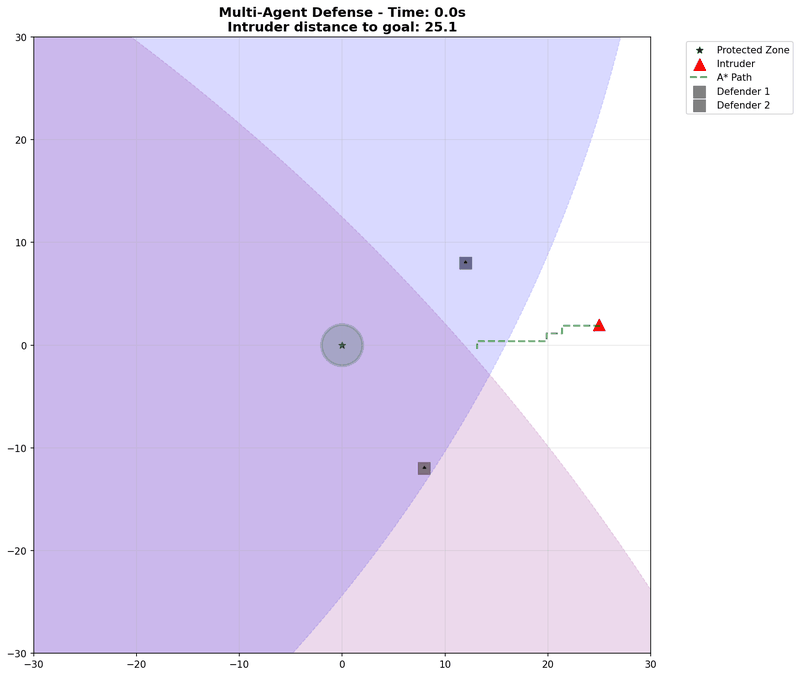 Multi-Agent Defense - Time: 0.0s
Intruder distance to goal: 25.1
Protected Zone
Intruder
A* Path
Defender 1
Defender 2
30
20
10
0
−10
−20
−30
−30
−20
−10
0
10
20
30